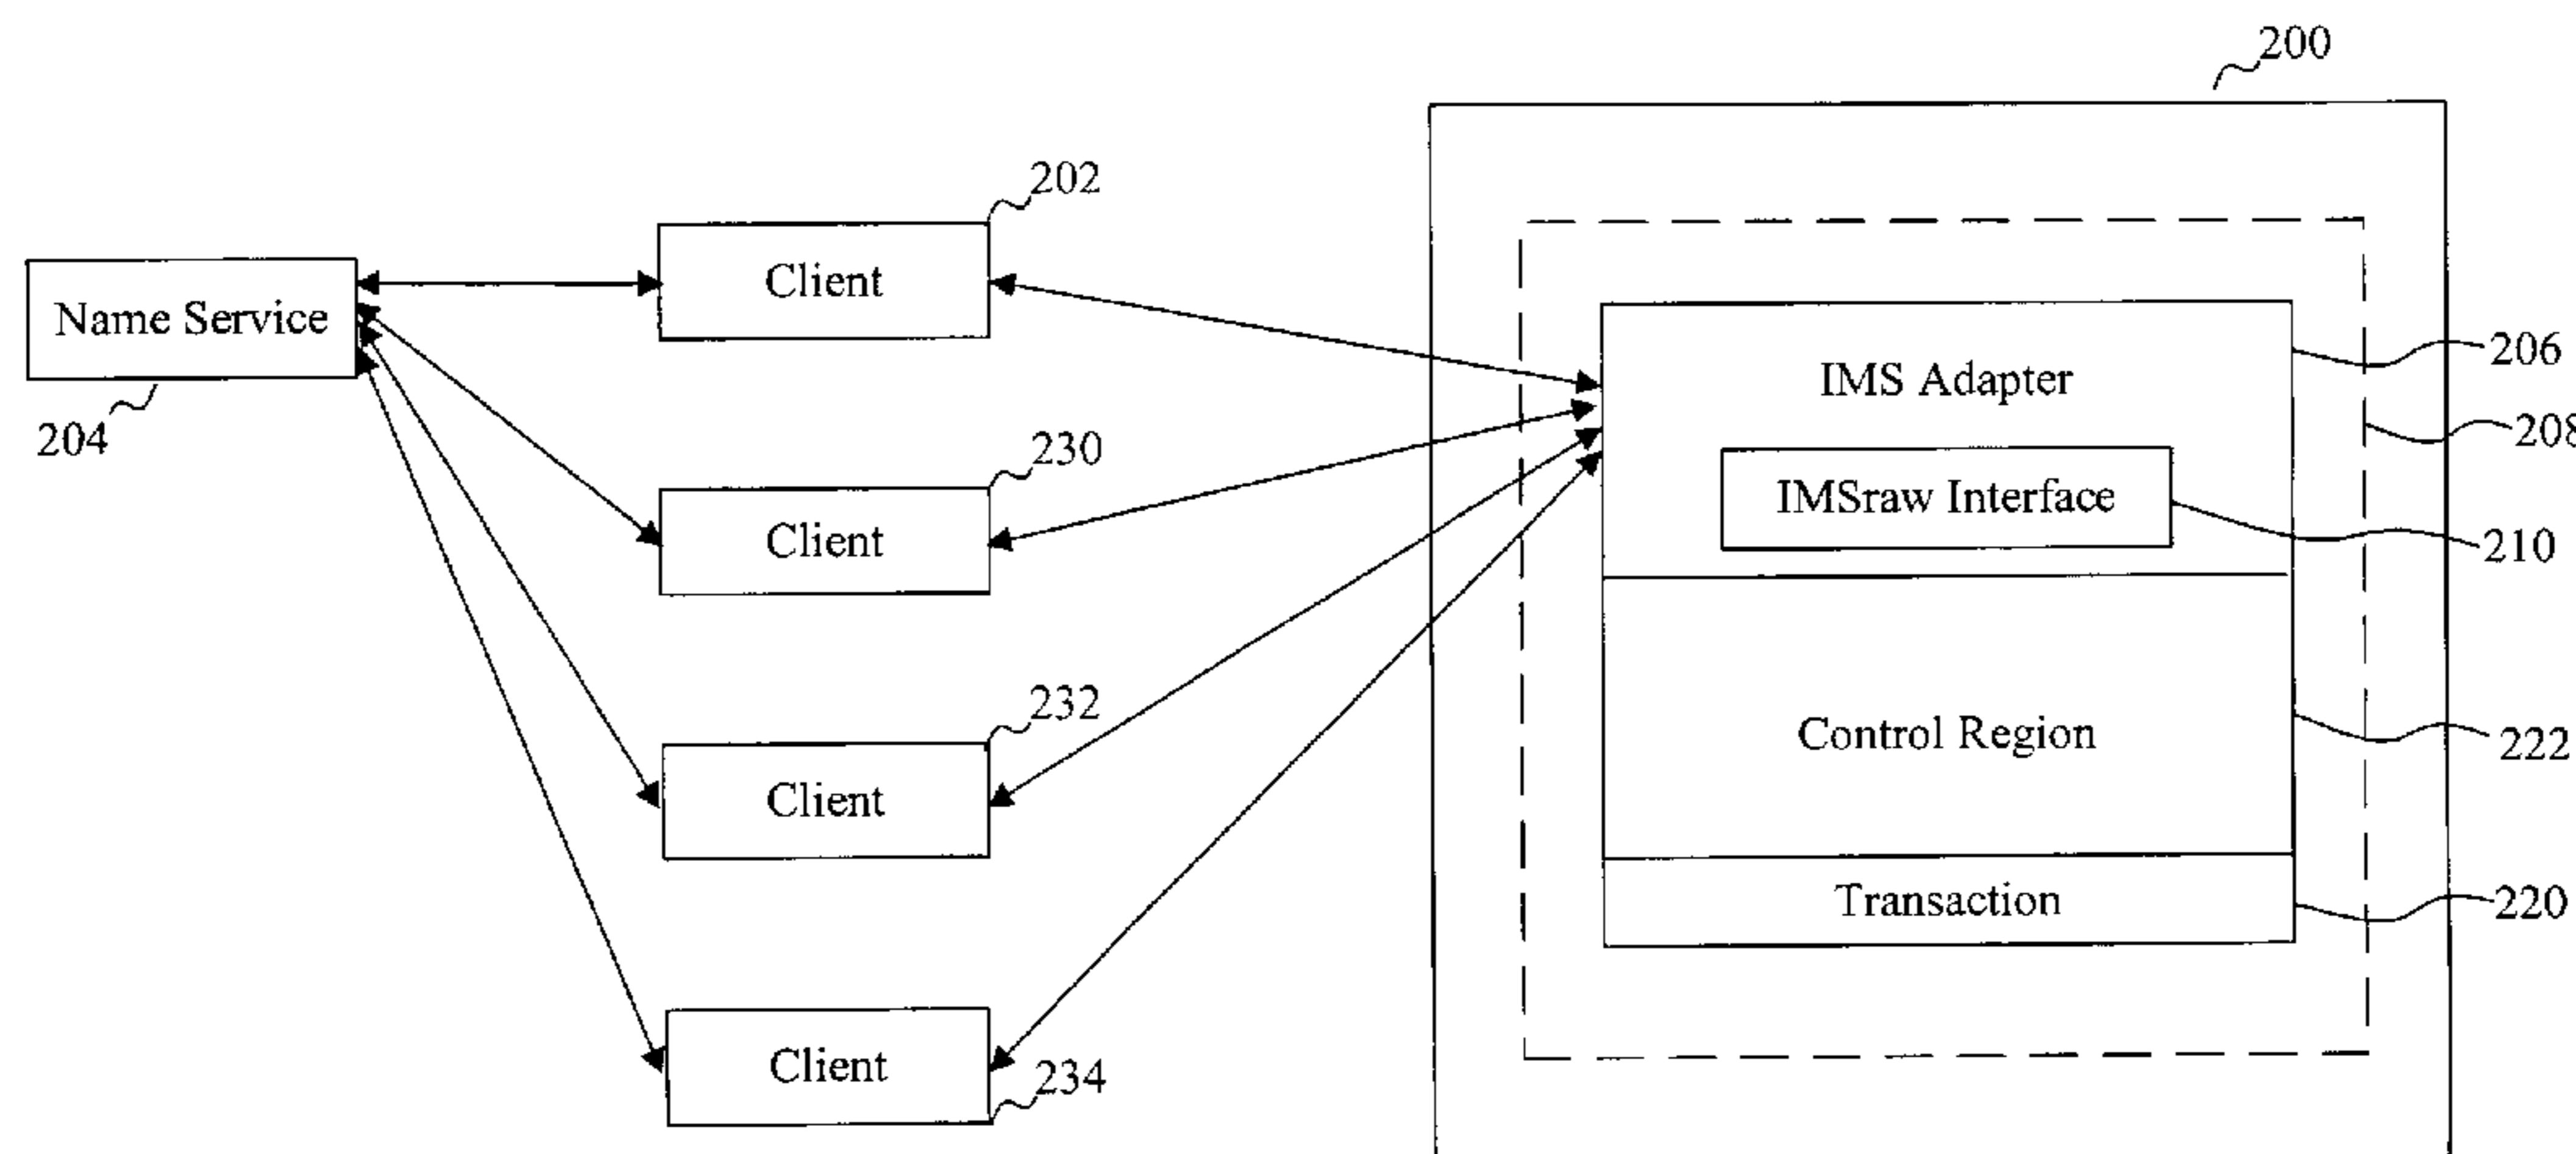 200
202
Client
Name Service
204
206
IMS Adapter
208
230
Client
IMSraw Interface
210
232
Client
Control Region
222
Transaction
220
Client
234